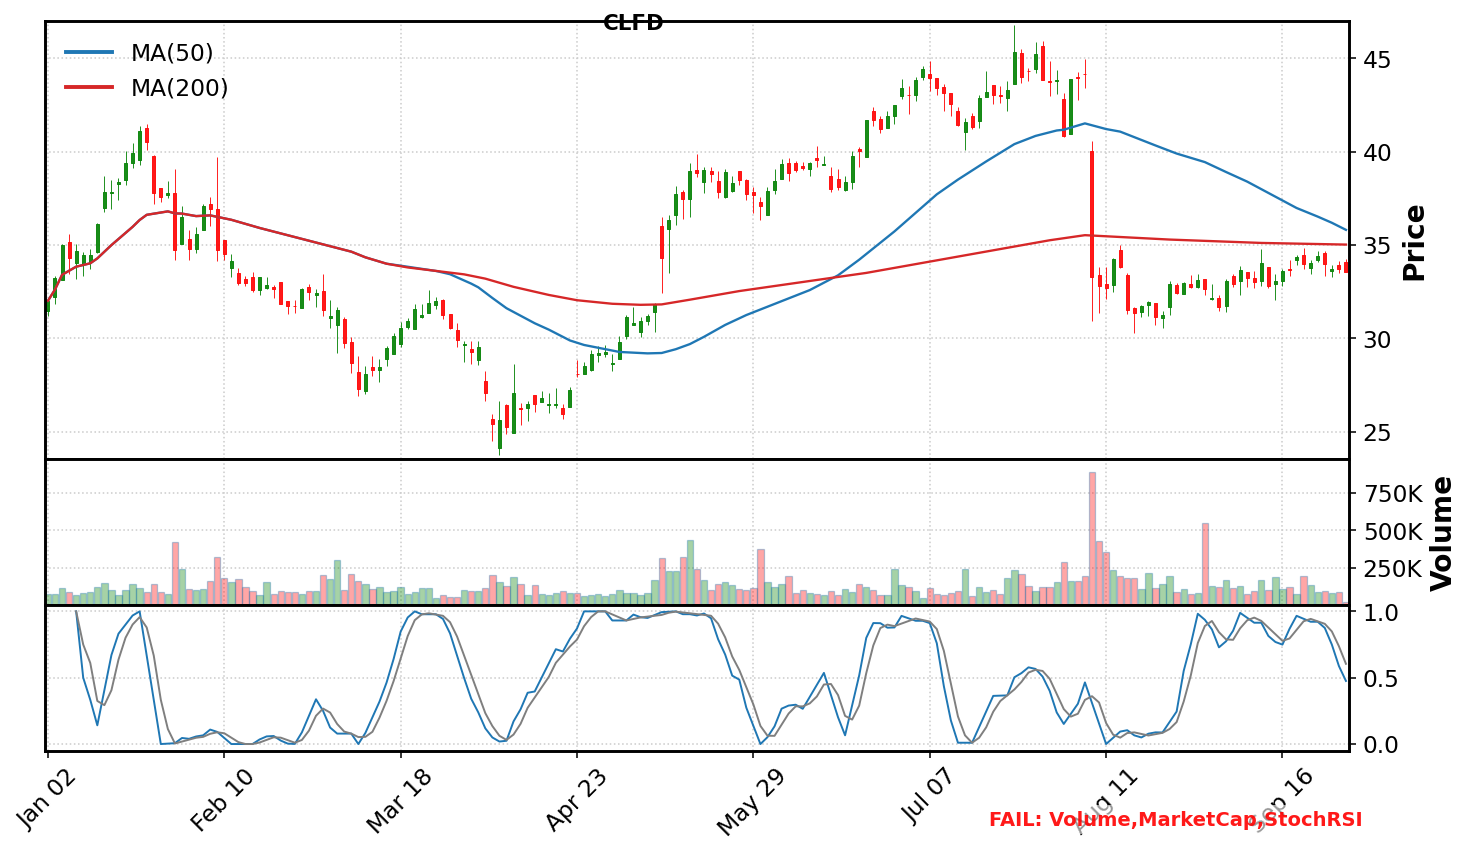 CLFD
MA(50)
MA(200)
45
40
35
30
25
Price
750K
500K
250K
Volume
1.0
0.5
0.0
Jan 02
Feb 10
Mar 18
Apr 23
May 29
Jul 07
Aug 11
Sep 16
FAIL: Volume,MarketCap,StochRSI